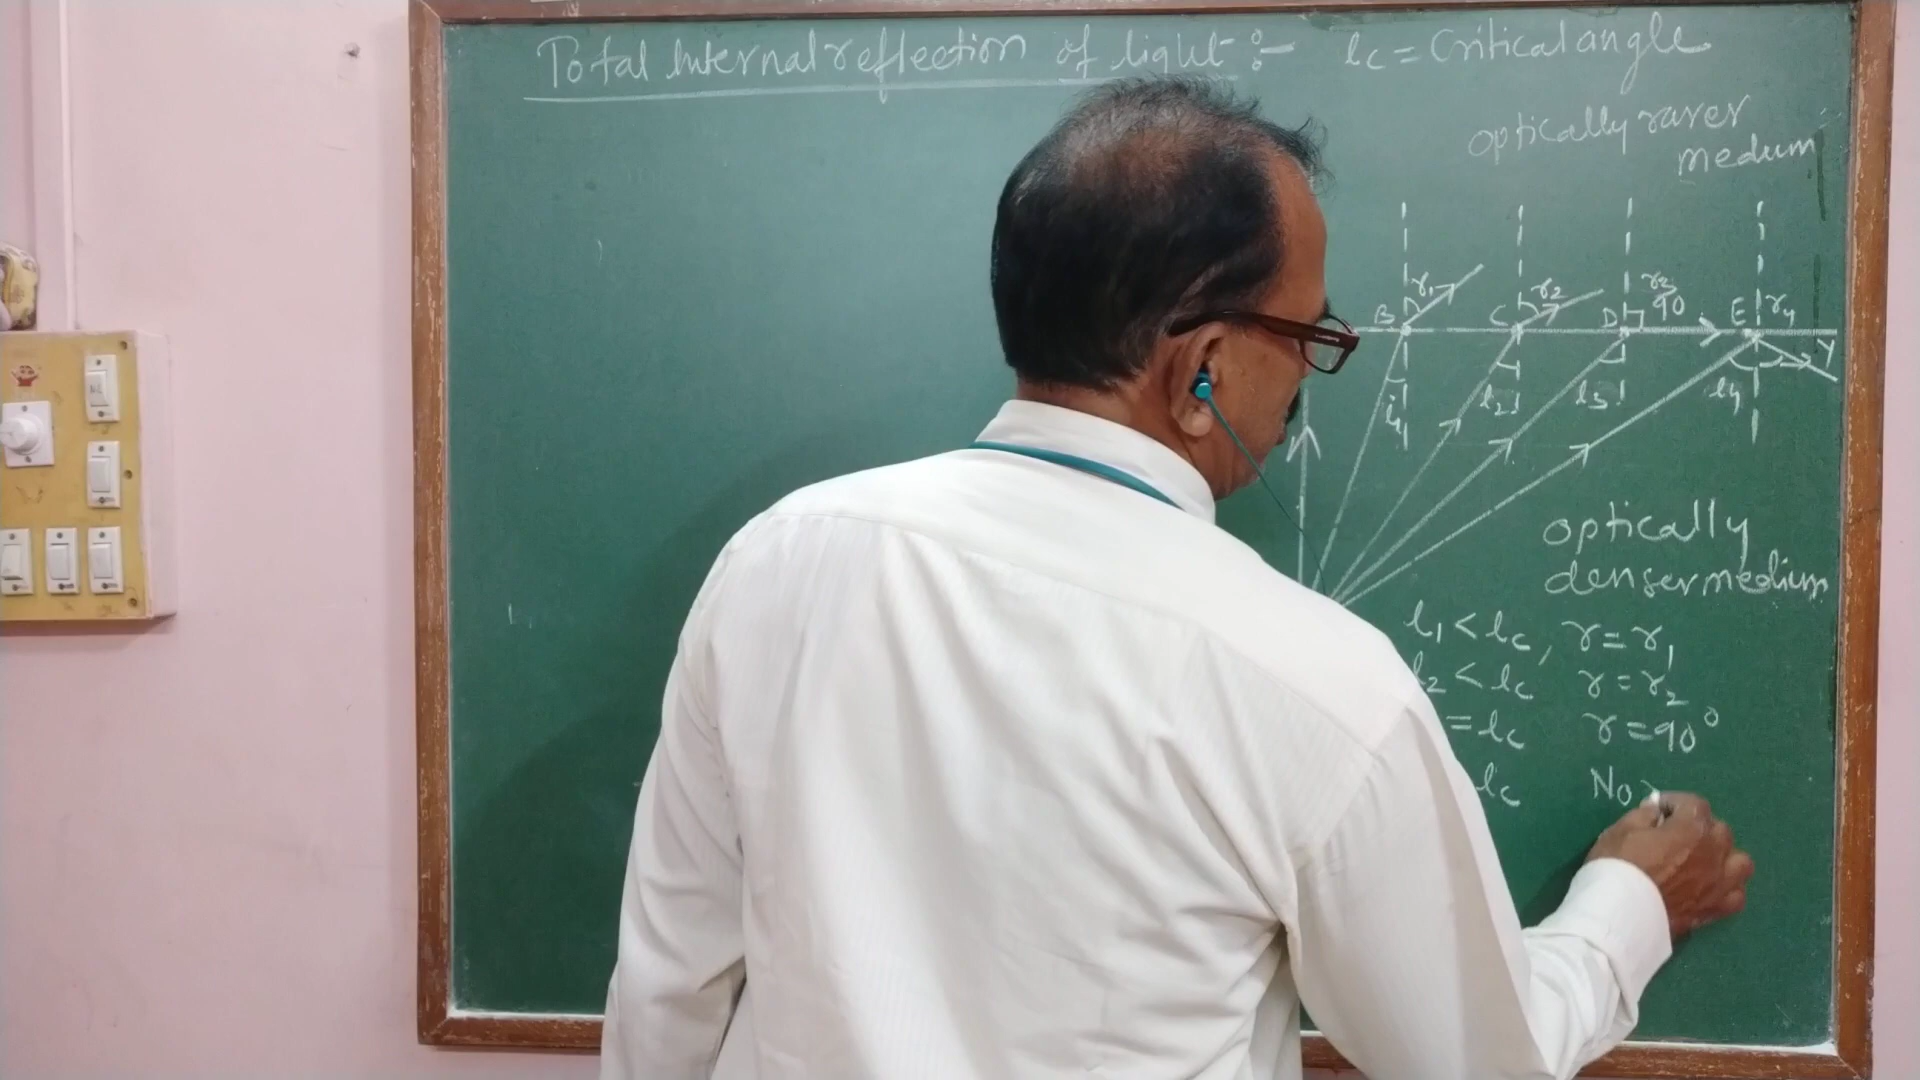 Total Internal reflection of light :- ic = Critical angle
optically rarer
medium
r1 r2 r3 90 r4
B C D E
Y
i1 i2 i3 i4
optically
denser medium
i1 < ic, r = r1
i2 < ic r = r2
= ic r = 90°
ic No